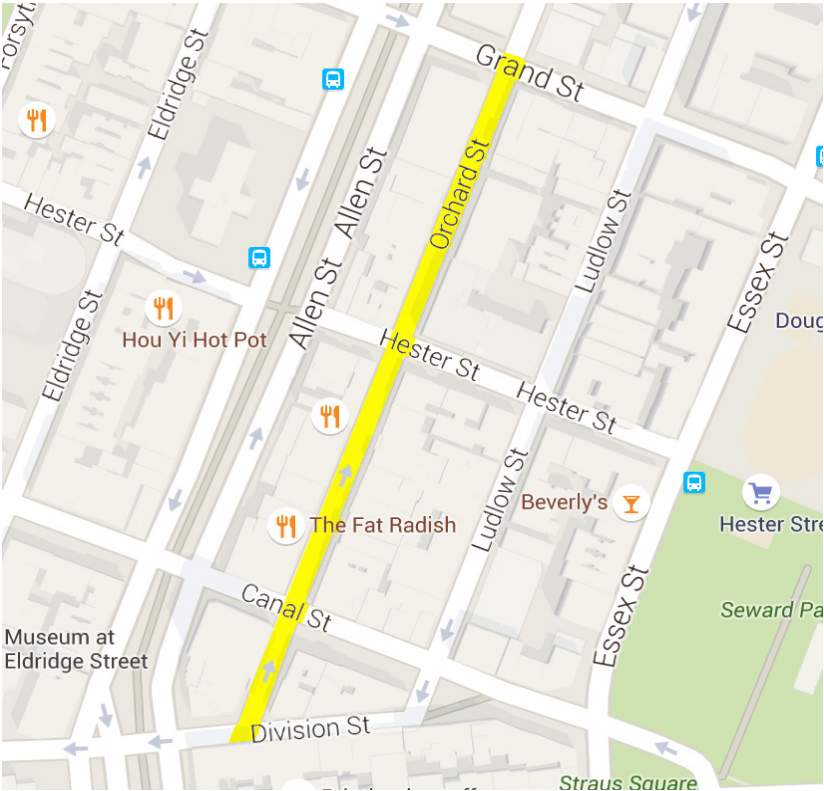 Forsyt
Eldridge St
Grand St
Allen St
Orchard St
Hester St
Ludlow St
Essex St
Allen St
Eldridge St
Hou Yi Hot Pot
Doug
Hester St
Hester St
Ludlow St
Beverly's
The Fat Radish
Hester Stre
Canal St
Essex St
Seward Pa
Museum at
Eldridge Street
Division St
Straus Square